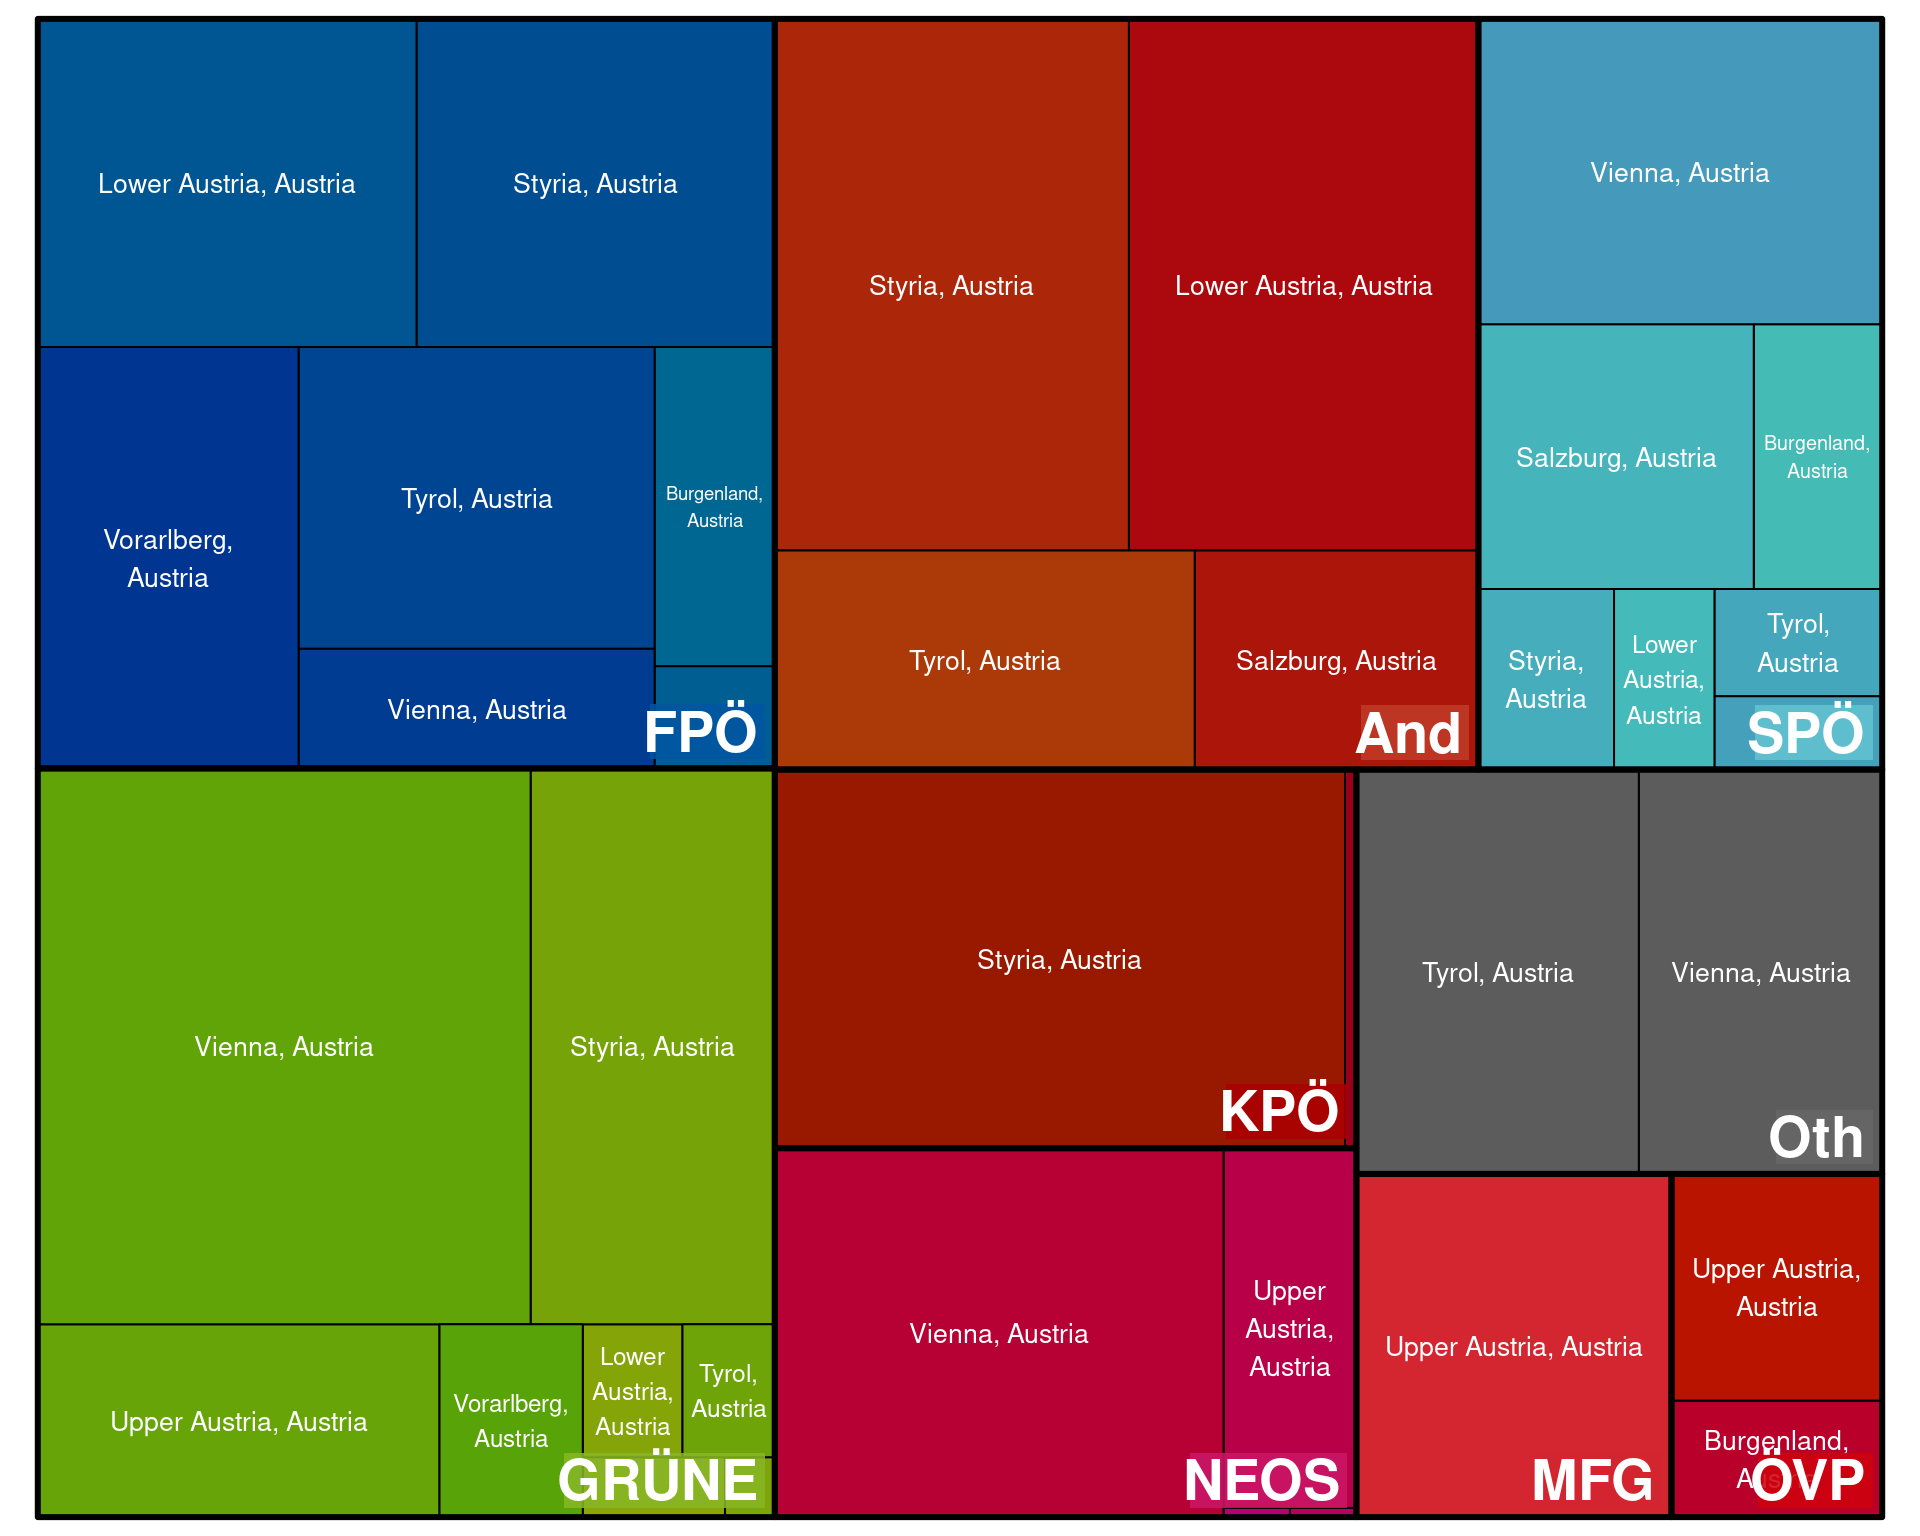 Lower Austria, Austria
Styria, Austria
Vorarlberg,
Austria
Tyrol, Austria
Burgenland,
Austria
Vienna, Austria
FPÖ
Styria, Austria
Lower Austria, Austria
Tyrol, Austria
Salzburg, Austria
And
Vienna, Austria
Salzburg, Austria
Burgenland,
Austria
Styria,
Austria
Lower
Austria,
Austria
Tyrol,
Austria
SPÖ
Vienna, Austria
Styria, Austria
Upper Austria, Austria
Vorarlberg,
Austria
Lower
Austria,
Austria
Tyrol,
Austria
GRÜNE
Styria, Austria
KPÖ
Vienna, Austria
Upper
Austria,
Austria
NEOS
Tyrol, Austria
Vienna, Austria
Oth
Upper Austria, Austria
MFG
Upper Austria,
Austria
Burgenland,
ÖVP